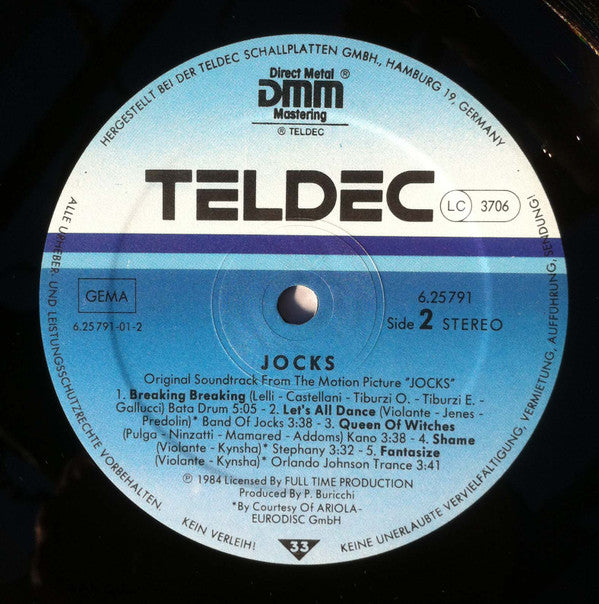 HERGESTELLT BEI DER TELDEC SCHALLPLATTEN GMBH., HAMBURG 19, GERMANY
Direct Metal ®
DMM
Mastering
® TELDEC
TELDEC
LC 3706
GEMA
6.25791-01-2
6.25791
Side 2 STEREO
JOCKS
Original Soundtrack From The Motion Picture "JOCKS"
1. Breaking Breaking (Lelli - Castellani - Tiburzi O. - Tiburzi E. -
Gallucci) Bata Drum 5:05 - 2. Let's All Dance (Violante - Jenes -
Predolin)* Band Of Jocks 3:38 - 3. Queen Of Witches
(Pulga - Ninzatti - Mamared - Addoms) Kano 3:38 - 4. Shame
(Violante - Kynsha)* Stephany 3:32 - 5. Fantasize
(Violante - Kynsha)* Orlando Johnson Trance 3:41
℗ 1984 Licensed By FULL TIME PRODUCTION
Produced By P. Buricchi
*By Courtesy Of ARIOLA-
EURODISC GmbH
33
ALLE URHEBER- UND LEISTUNGSSCHUTZRECHTE VORBEHALTEN.
KEIN VERLEIH!
KEINE UNERLAUBTE VERVIELFÄLTIGUNG, VERMIETUNG, AUFFÜHRUNG, SENDUNG!